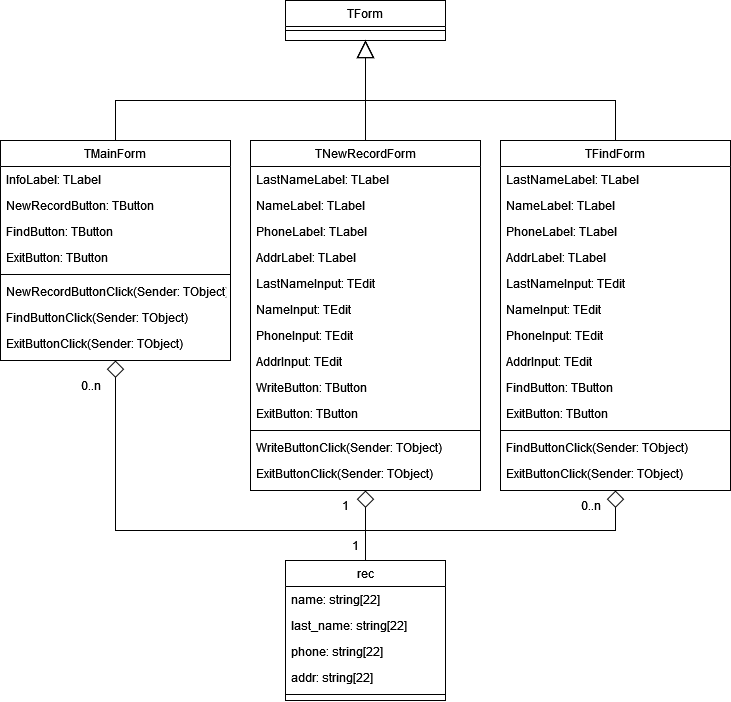 TForm
TMainForm
InfoLabel: TLabel
NewRecordButton: TButton
FindButton: TButton
ExitButton: TButton
NewRecordButtonClick(Sender: TObject)
FindButtonClick(Sender: TObject)
ExitButtonClick(Sender: TObject)
0..n
TNewRecordForm
LastNameLabel: TLabel
NameLabel: TLabel
PhoneLabel: TLabel
AddrLabel: TLabel
LastNameInput: TEdit
NameInput: TEdit
PhoneInput: TEdit
AddrInput: TEdit
WriteButton: TButton
ExitButton: TButton
WriteButtonClick(Sender: TObject)
ExitButtonClick(Sender: TObject)
1
TFindForm
LastNameLabel: TLabel
NameLabel: TLabel
PhoneLabel: TLabel
AddrLabel: TLabel
LastNameInput: TEdit
NameInput: TEdit
PhoneInput: TEdit
AddrInput: TEdit
FindButton: TButton
ExitButton: TButton
FindButtonClick(Sender: TObject)
ExitButtonClick(Sender: TObject)
0..n
1
rec
name: string[22]
last_name: string[22]
phone: string[22]
addr: string[22]